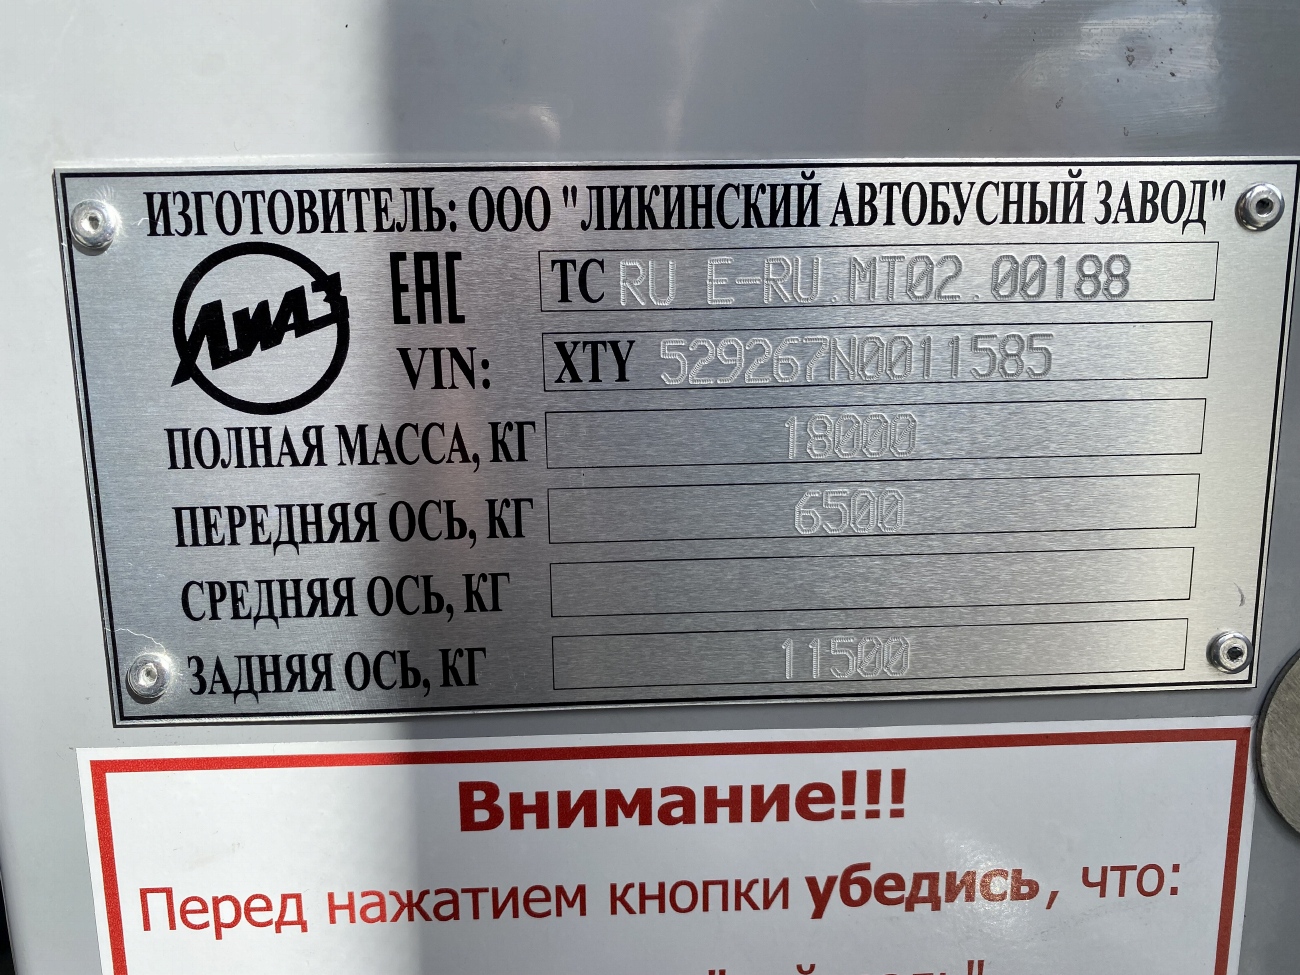 ИЗГОТОВИТЕЛЬ: ООО "ЛИКИНСКИЙ АВТОБУСНЫЙ ЗАВОД"
ЛиАЗ
ЕАС
ТС RU E-RU.MT02.00188
VIN: XTY 529267N0011585
ПОЛНАЯ МАССА, КГ 18000
ПЕРЕДНЯЯ ОСЬ, КГ 6500
СРЕДНЯЯ ОСЬ, КГ
ЗАДНЯЯ ОСЬ, КГ 11500
Внимание!!!
Перед нажатием кнопки убедись, что: